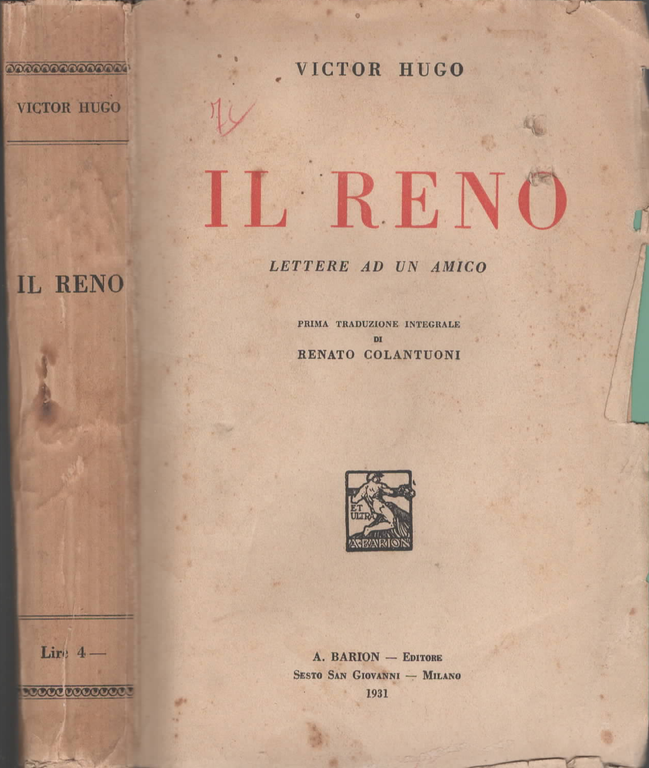 VICTOR HUGO
IL RENO
Lire 4—
VICTOR HUGO
IL RENO
LETTERE AD UN AMICO
PRIMA TRADUZIONE INTEGRALE
DI
RENATO COLANTUONI
ET
ULTRA
A·BARION
A. BARION — EDITORE
SESTO SAN GIOVANNI — MILANO
1931